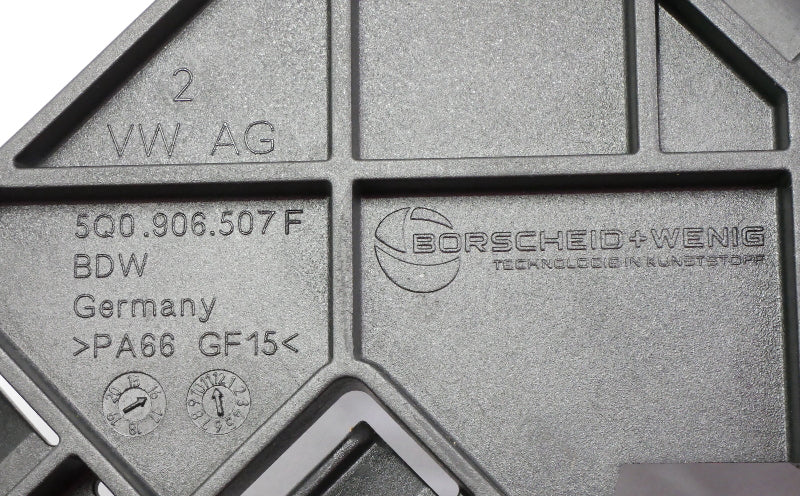 2
VW AG
5Q0.906.507 F
BDW
Germany
>PA66 GF15<
BORSCHEID+WENIG
TECHNOLOGIE IN KUNSTSTOFF